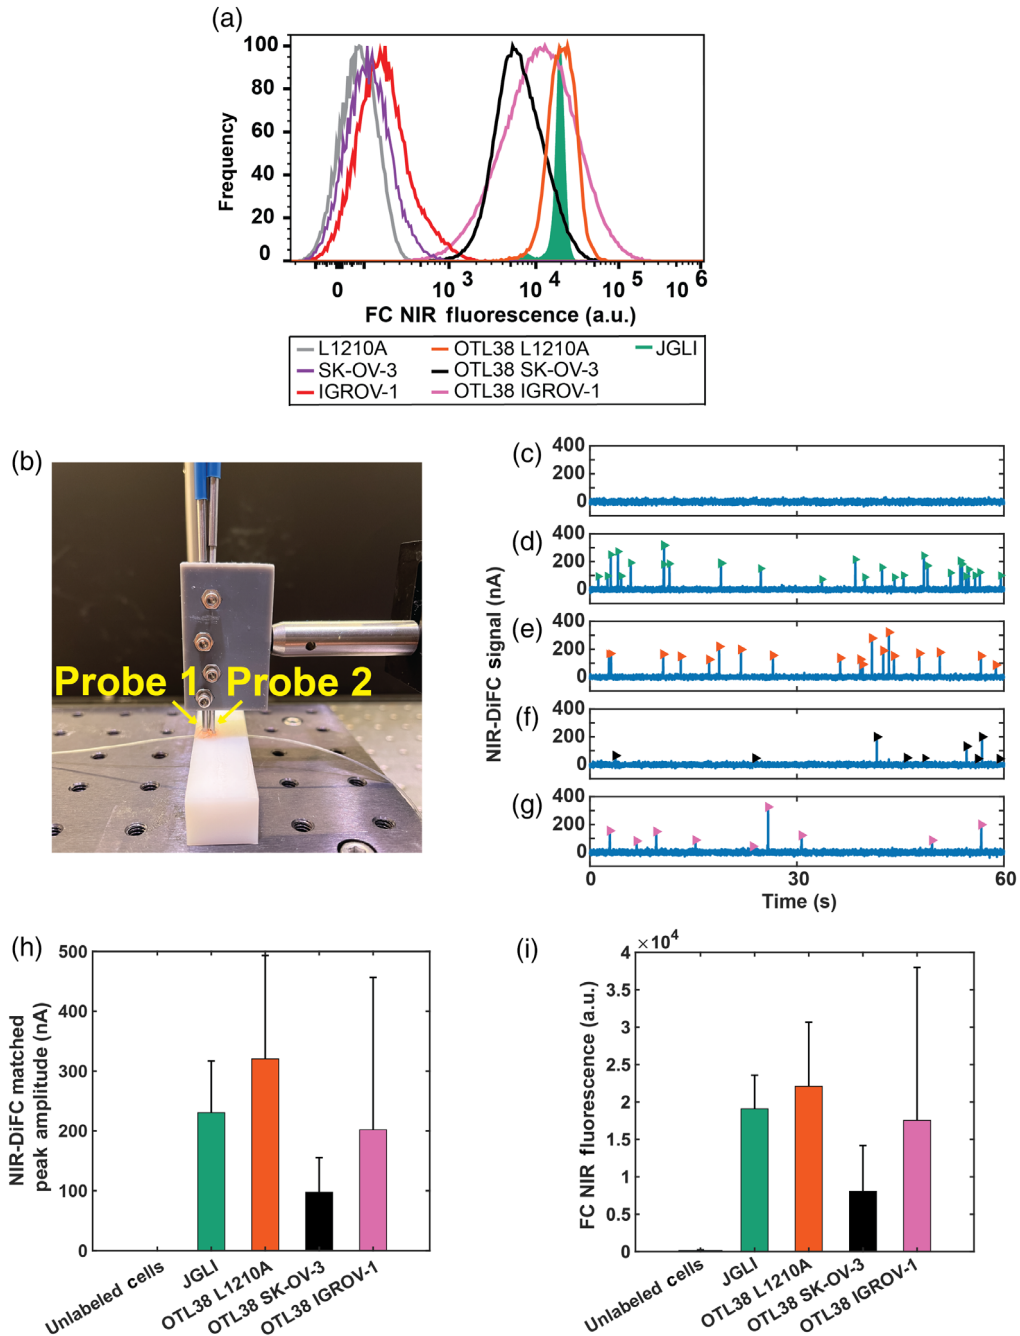 (a)
100
80
60
40
20
0
Frequency
0 10 3 10 4 10 5 10 6
FC NIR fluorescence (a.u.)
L1210A OTL38 L1210A JGLI
SK-OV-3 OTL38 SK-OV-3
IGROV-1 OTL38 IGROV-1
(b)
Probe 1 Probe 2
(c)
400
200
0
(d)
400
200
0
(e)
400
200
0
(f)
400
200
0
(g)
400
200
0
NIR-DiFC signal (nA)
0 30 60
Time (s)
(h)
500
400
300
200
100
0
NIR-DiFC matched
peak amplitude (nA)
Unlabeled cells
JGLI
OTL38 L1210A
OTL38 SK-OV-3
OTL38 IGROV-1
(i)
×10 4
4
3.5
3
2.5
2
1.5
1
0.5
0
FC NIR fluorescence (a.u.)
Unlabeled cells
JGLI
OTL38 L1210A
OTL38 SK-OV-3
OTL38 IGROV-1